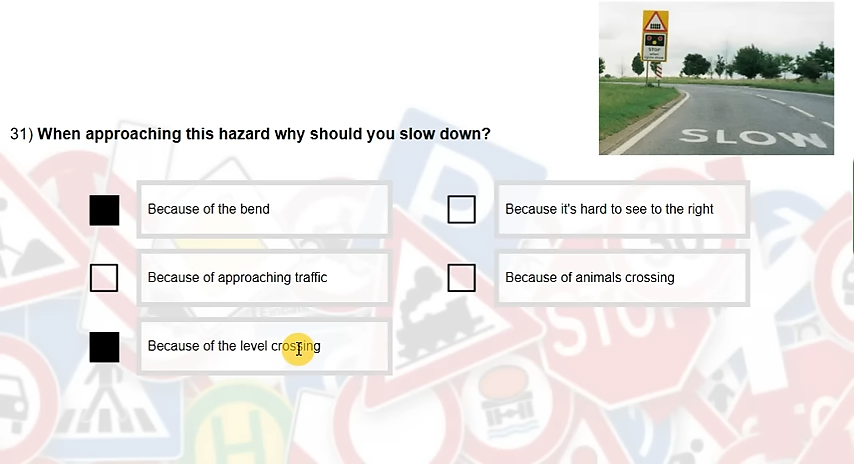 STOP
SLOW
31) When approaching this hazard why should you slow down?
Because of the bend
Because it's hard to see to the right
Because of approaching traffic
Because of animals crossing
Because of the level crossing